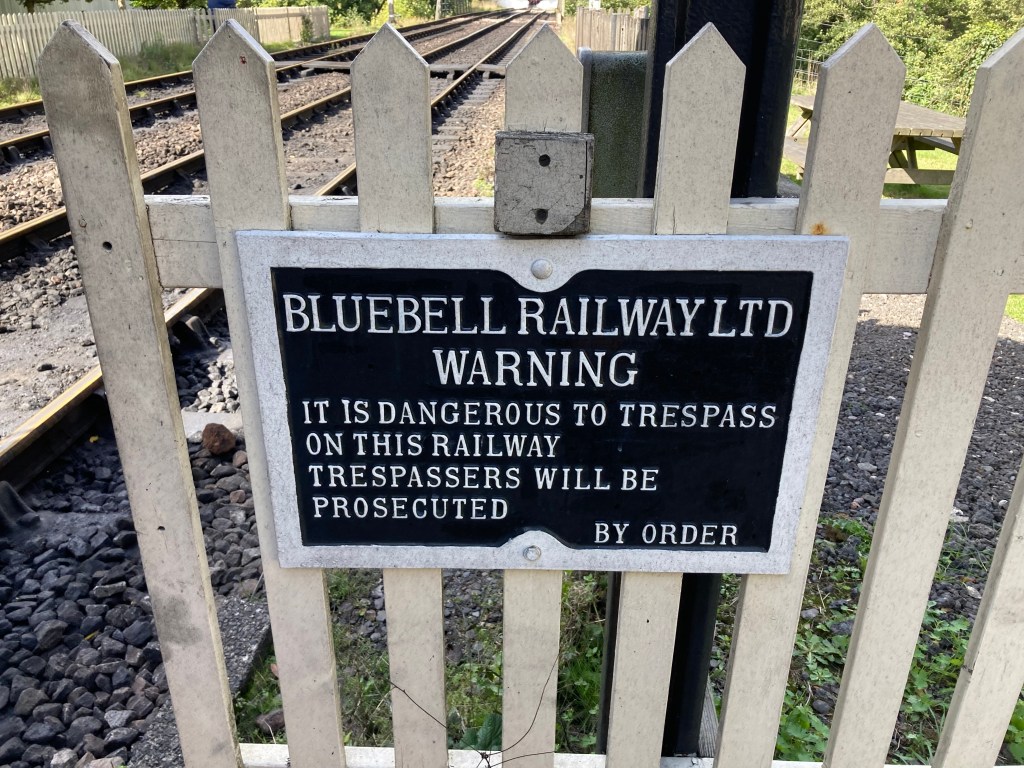 BLUEBELL RAILWAY LTD
WARNING
IT IS DANGEROUS TO TRESPASS
ON THIS RAILWAY
TRESPASSERS WILL BE
PROSECUTED
BY ORDER